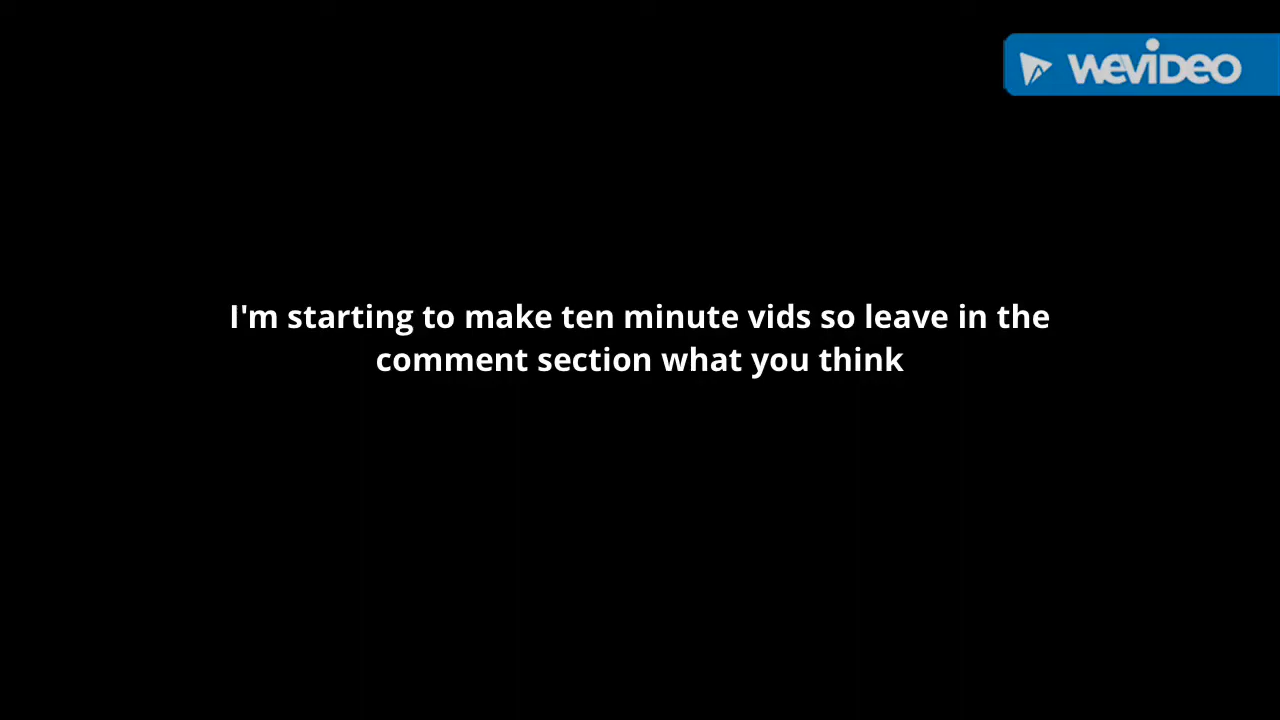 WEVIDEO
I'm starting to make ten minute vids so leave in the
comment section what you think